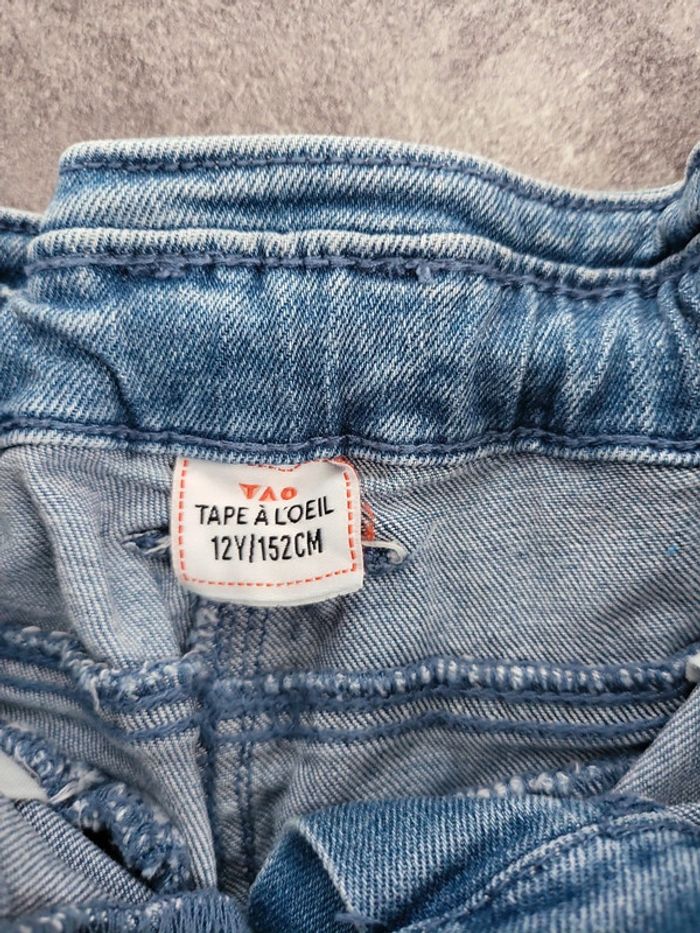 TAO
TAPE À L'OEIL
12Y/152CM